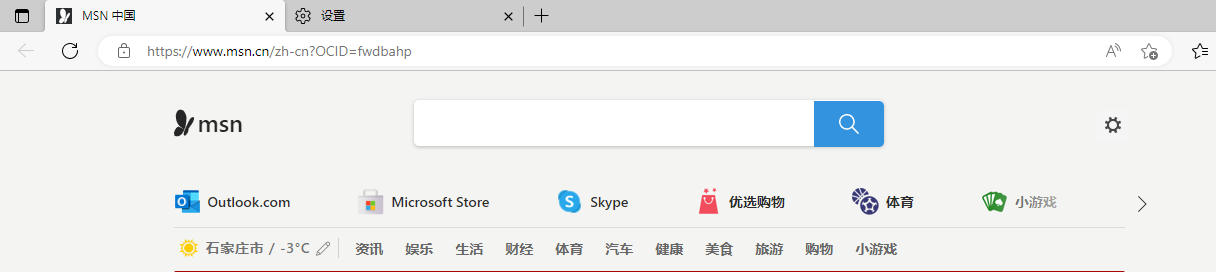 MSN 中国 设置
https://www.msn.cn/zh-cn?OCID=fwdbahp
msn
Outlook.com Microsoft Store Skype 优选购物 体育 小游戏
石家庄市 / -3°C 资讯 娱乐 生活 财经 体育 汽车 健康 美食 旅游 购物 小游戏